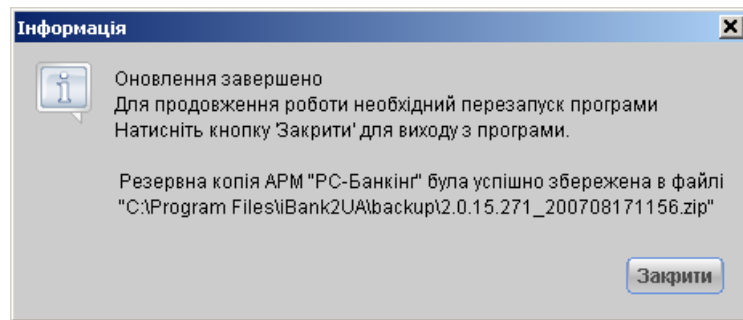 Інформація
Оновлення завершено
Для продовження роботи необхідний перезапуск програми
Натисніть кнопку 'Закрити' для виходу з програми.
Резервна копія АРМ "РС-Банкінг" була успішно збережена в файлі
"C:\Program Files\iBank2UA\backup\2.0.15.271_200708171156.zip"
Закрити